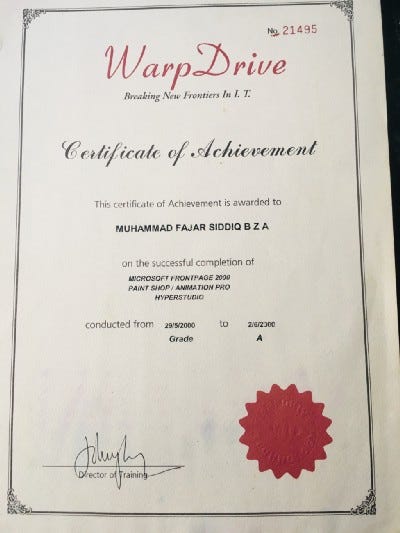 No. 21495
WarpDrive
Breaking New Frontiers In I. T.
Certificate of Achievement
This certificate of Achievement is awarded to
MUHAMMAD FAJAR SIDDIQ B Z A
on the successful completion of
MICROSOFT FRONTPAGE 2000
PAINT SHOP / ANIMATION PRO
HYPERSTUDIO
conducted from 29/5/2000 to 2/6/2000
Grade A
Director of Training